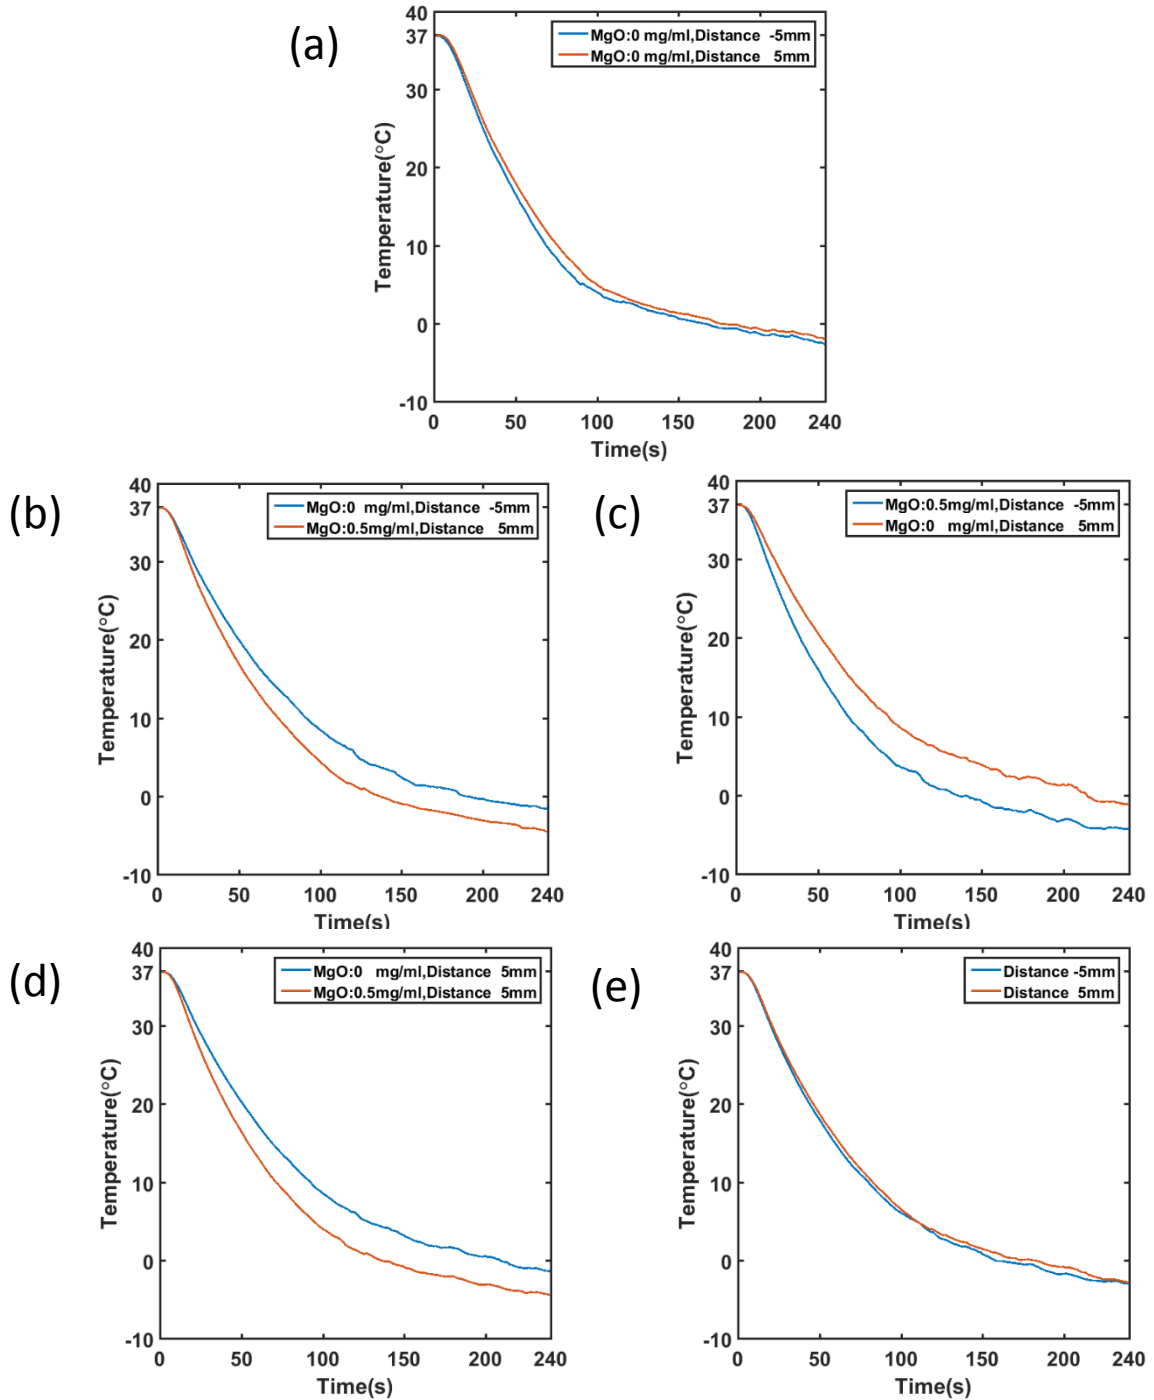 (a)
40
37
30
20
10
0
-10
Temperature(°C)
MgO:0 mg/ml,Distance -5mm
MgO:0 mg/ml,Distance 5mm
0 50 100 150 200 240
Time(s)
(b)
40
37
30
20
10
0
-10
Temperature(°C)
MgO:0 mg/ml,Distance -5mm
MgO:0.5mg/ml,Distance 5mm
0 50 100 150 200 240
Time(s)
(c)
40
37
30
20
10
0
-10
Temperature(°C)
MgO:0.5mg/ml,Distance -5mm
MgO:0 mg/ml,Distance 5mm
0 50 100 150 200 240
Time(s)
(d)
40
37
30
20
10
0
-10
Temperature(°C)
MgO:0 mg/ml,Distance 5mm
MgO:0.5mg/ml,Distance 5mm
0 50 100 150 200 240
Time(s)
(e)
40
37
30
20
10
0
-10
Temperature(°C)
Distance -5mm
Distance 5mm
0 50 100 150 200 240
Time(s)